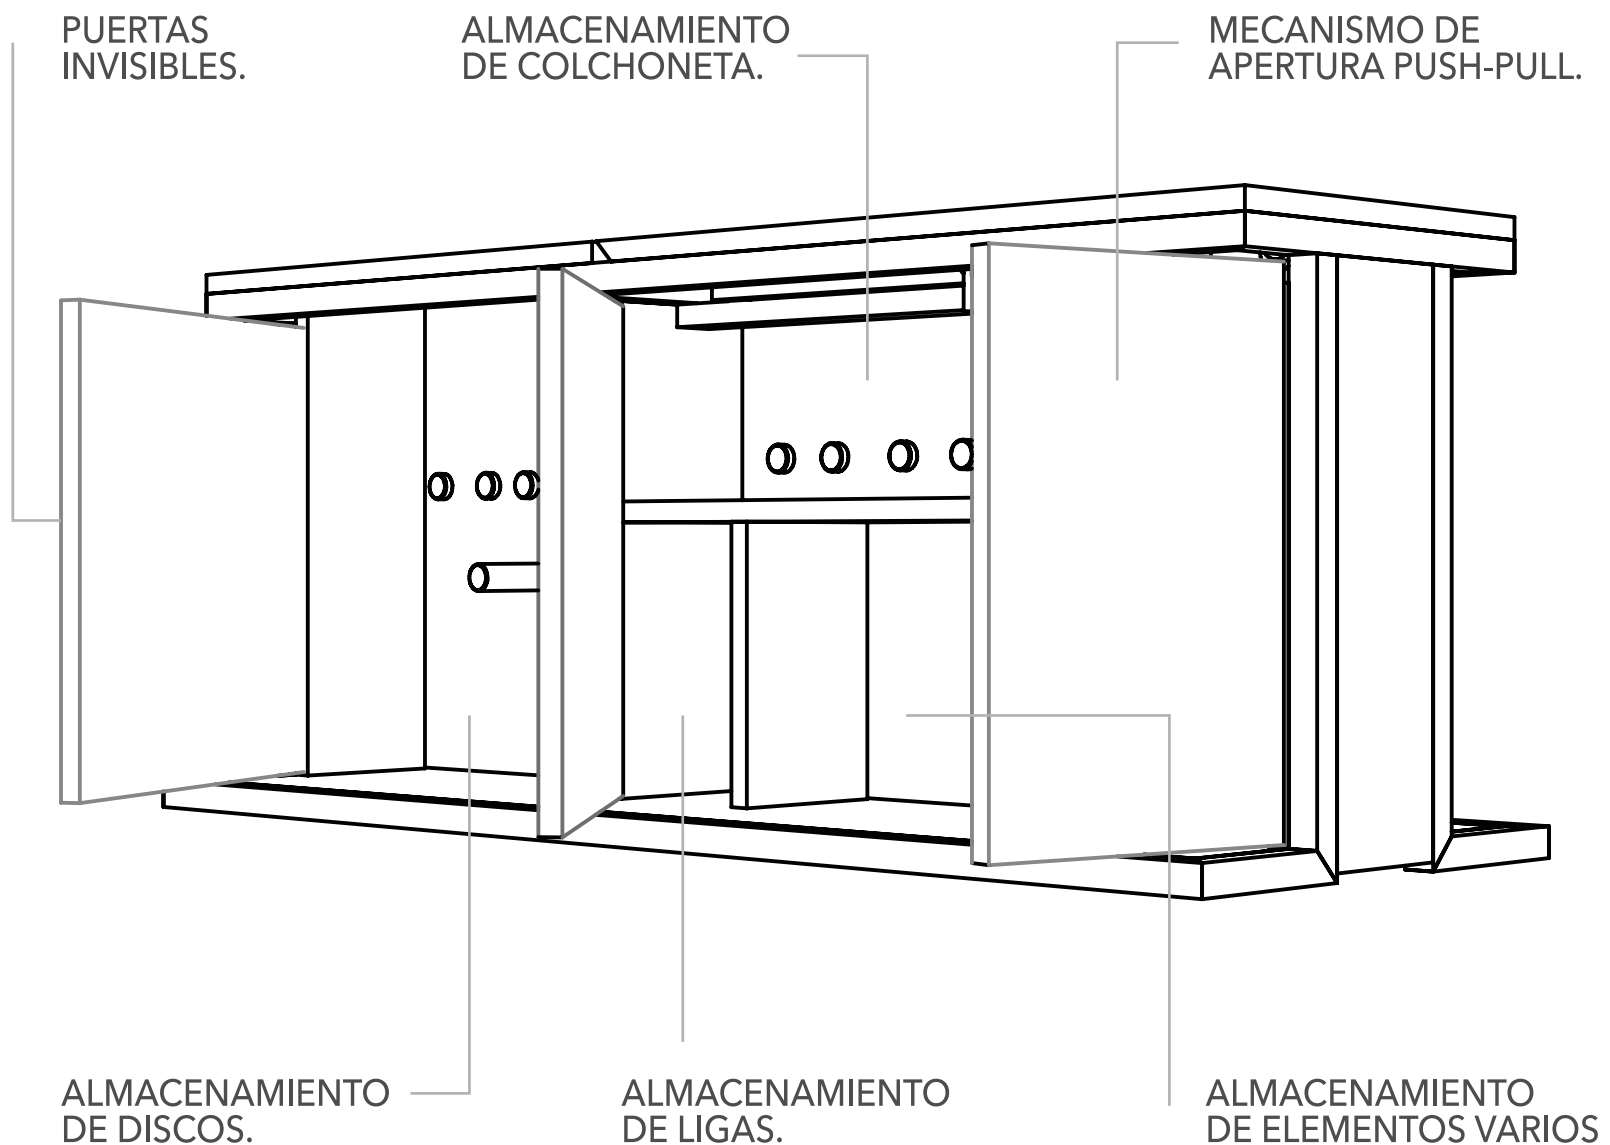 PUERTAS
INVISIBLES.
ALMACENAMIENTO
DE COLCHONETA.
MECANISMO DE
APERTURA PUSH-PULL.
ALMACENAMIENTO
DE DISCOS.
ALMACENAMIENTO
DE LIGAS.
ALMACENAMIENTO
DE ELEMENTOS VARIOS